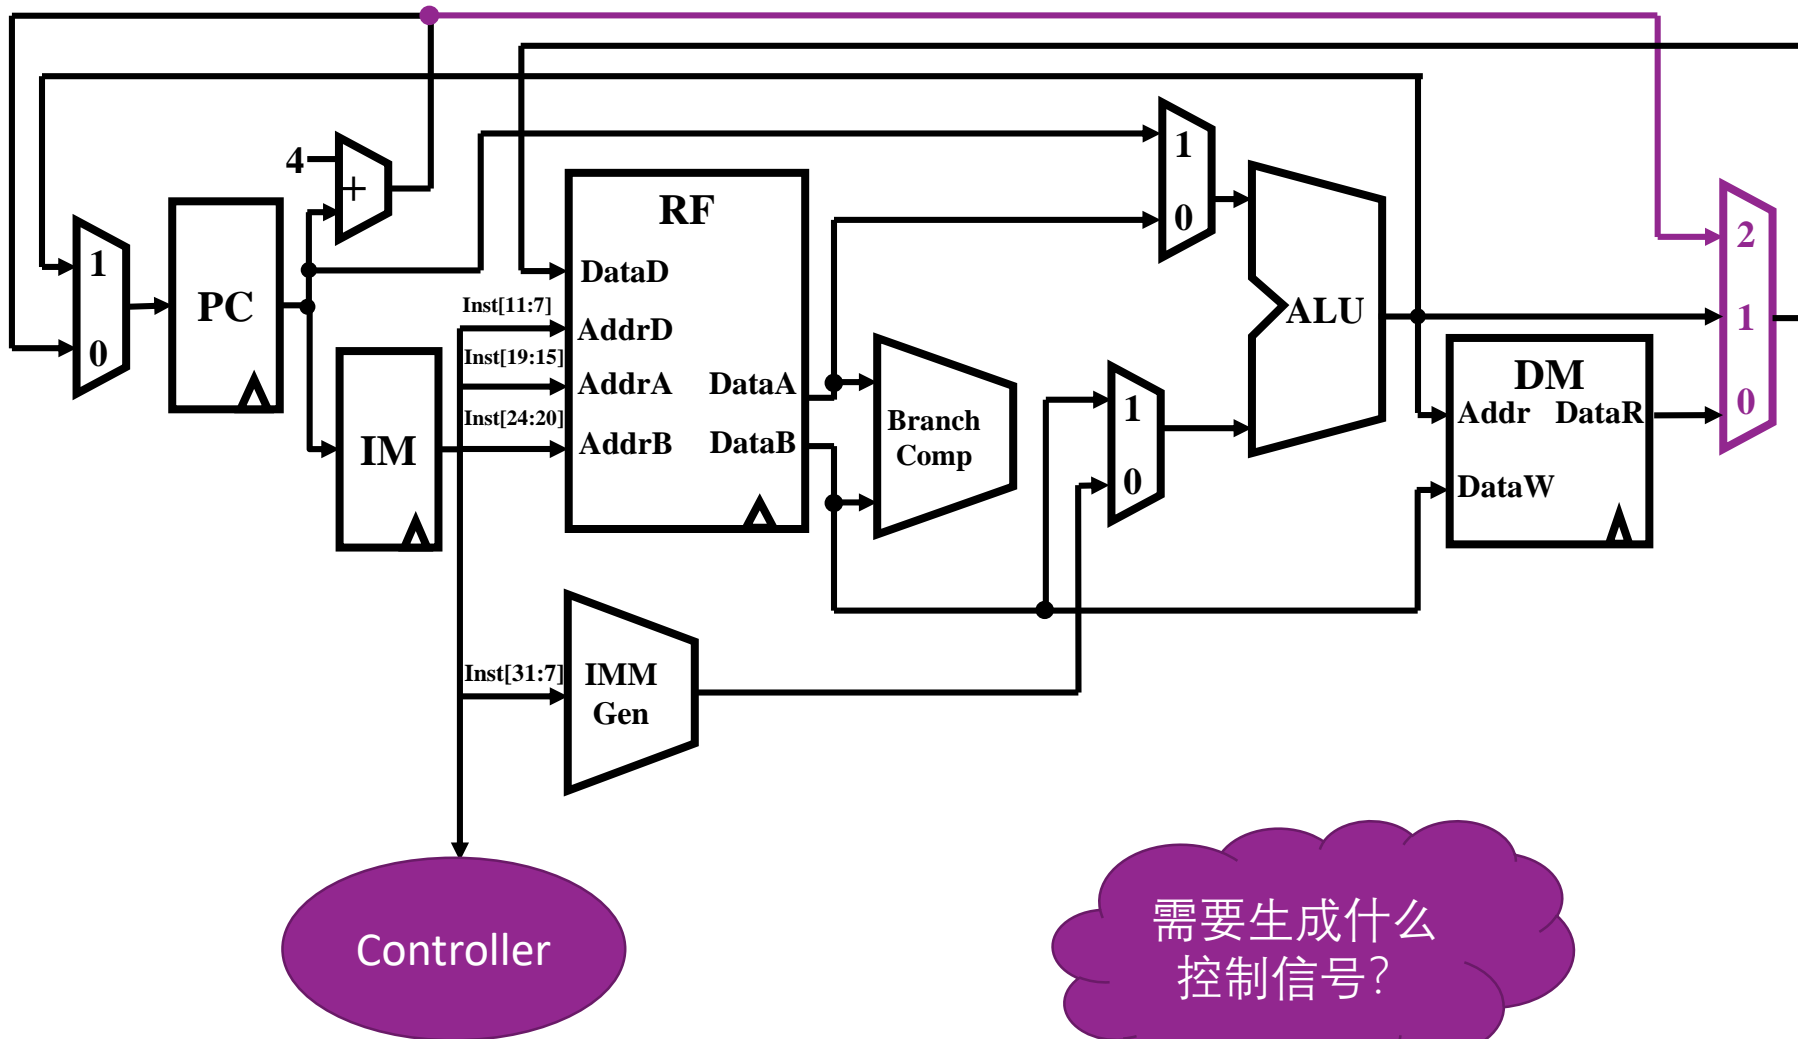 4
+
1
0
PC
IM
Inst[11:7]
Inst[19:15]
Inst[24:20]
Inst[31:7]
RF
DataD
AddrD
AddrA
AddrB
DataA
DataB
IMM
Gen
Branch
Comp
1
0
1
0
ALU
DM
Addr
DataR
DataW
2
1
0
Controller
需要生成什么
控制信号?